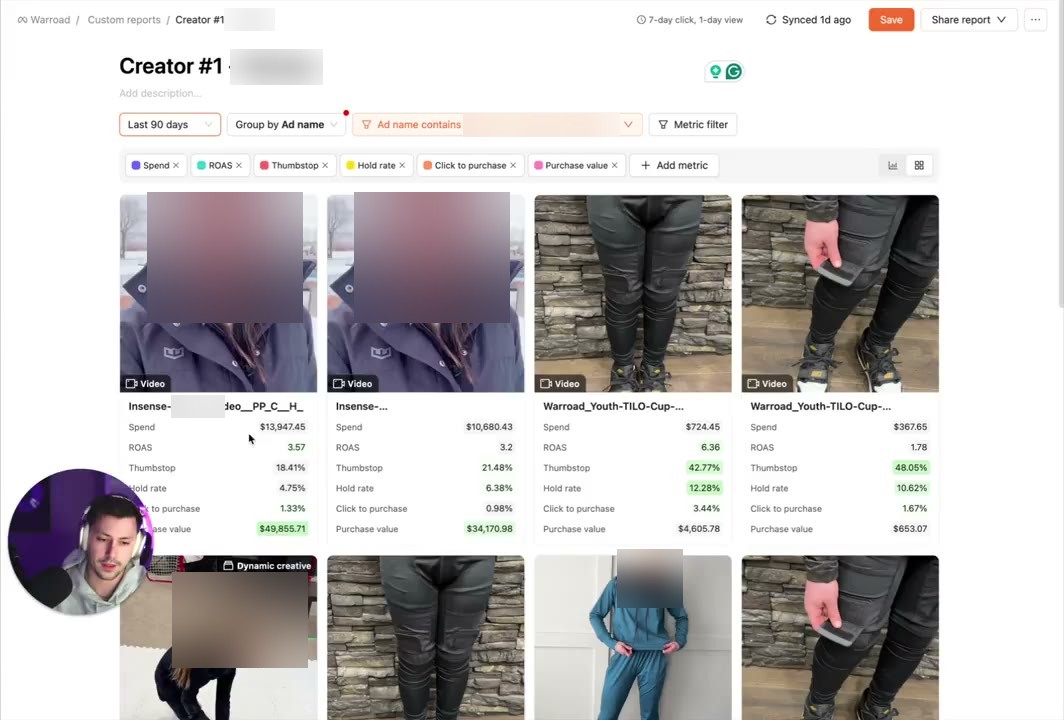 Warroad / Custom reports / Creator #1
7-day click, 1-day view
Synced 1d ago
Save
Share report
Creator #1 -
Add description...
Last 90 days
Group by Ad name
Ad name contains
Metric filter
Spend
ROAS
Thumbstop
Hold rate
Click to purchase
Purchase value
+ Add metric
Video
Video
Video
Video
Insense- deo__PP_C__H_
Spend $13,947.45
ROAS 3.57
Thumbstop 18.41%
Hold rate 4.75%
k to purchase 1.33%
ase value $49,855.71
Insense-...
Spend $10,680.43
ROAS 3.2
Thumbstop 21.48%
Hold rate 6.38%
Click to purchase 0.98%
Purchase value $34,170.98
Warroad_Youth-TILO-Cup-...
Spend $724.45
ROAS 6.36
Thumbstop 42.77%
Hold rate 12.28%
Click to purchase 3.44%
Purchase value $4,605.78
Warroad_Youth-TILO-Cup-...
Spend $367.65
ROAS 1.78
Thumbstop 48.05%
Hold rate 10.62%
Click to purchase 1.67%
Purchase value $653.07
Dynamic creative